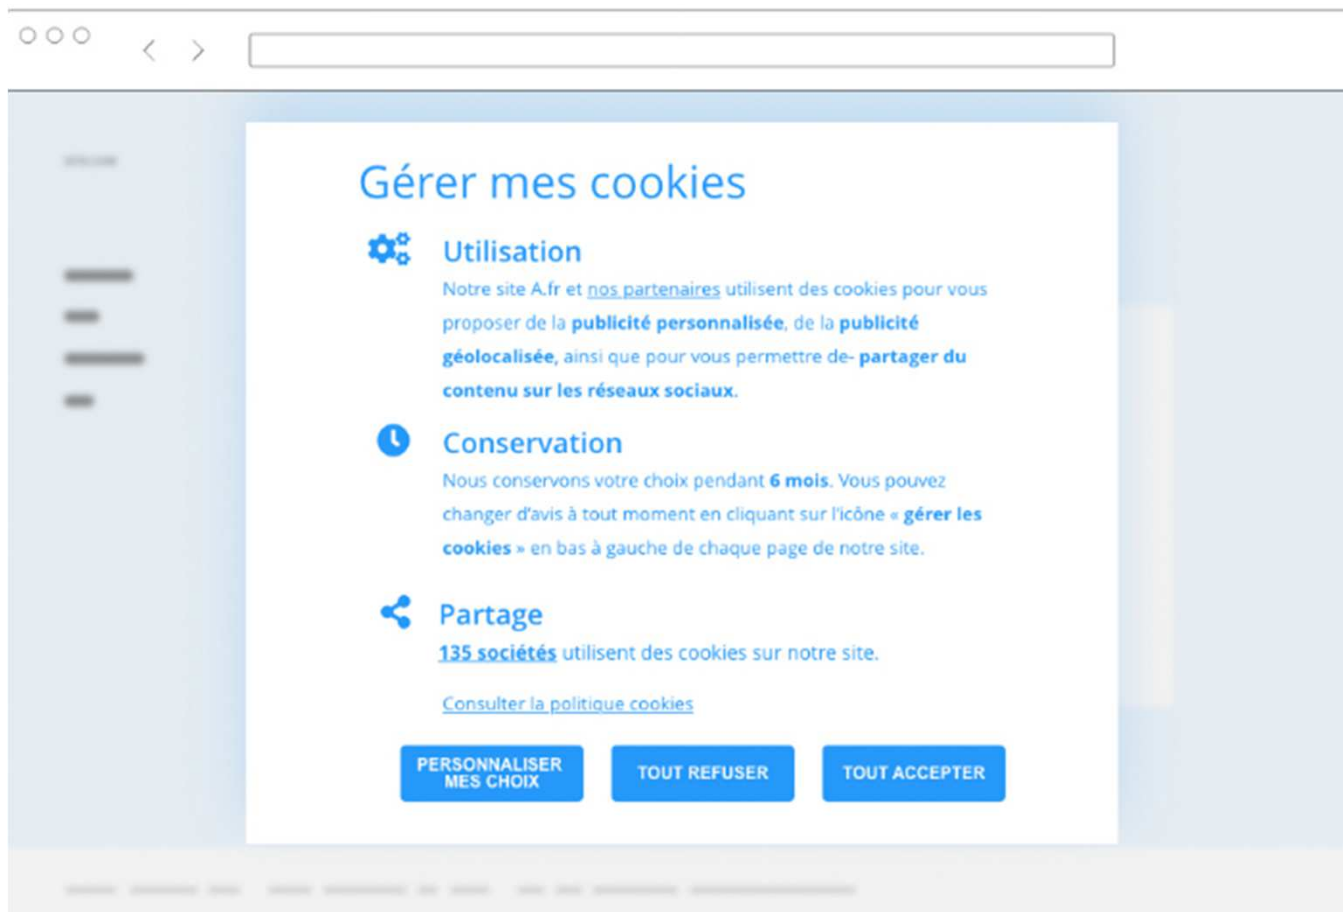 Gérer mes cookies
Utilisation
Notre site A.fr et nos partenaires utilisent des cookies pour vous
proposer de la publicité personnalisée, de la publicité
géolocalisée, ainsi que pour vous permettre de- partager du
contenu sur les réseaux sociaux.
Conservation
Nous conservons votre choix pendant 6 mois. Vous pouvez
changer d'avis à tout moment en cliquant sur l'icône « gérer les
cookies » en bas à gauche de chaque page de notre site.
Partage
135 sociétés utilisent des cookies sur notre site.
Consulter la politique cookies
PERSONNALISER
MES CHOIX
TOUT REFUSER
TOUT ACCEPTER